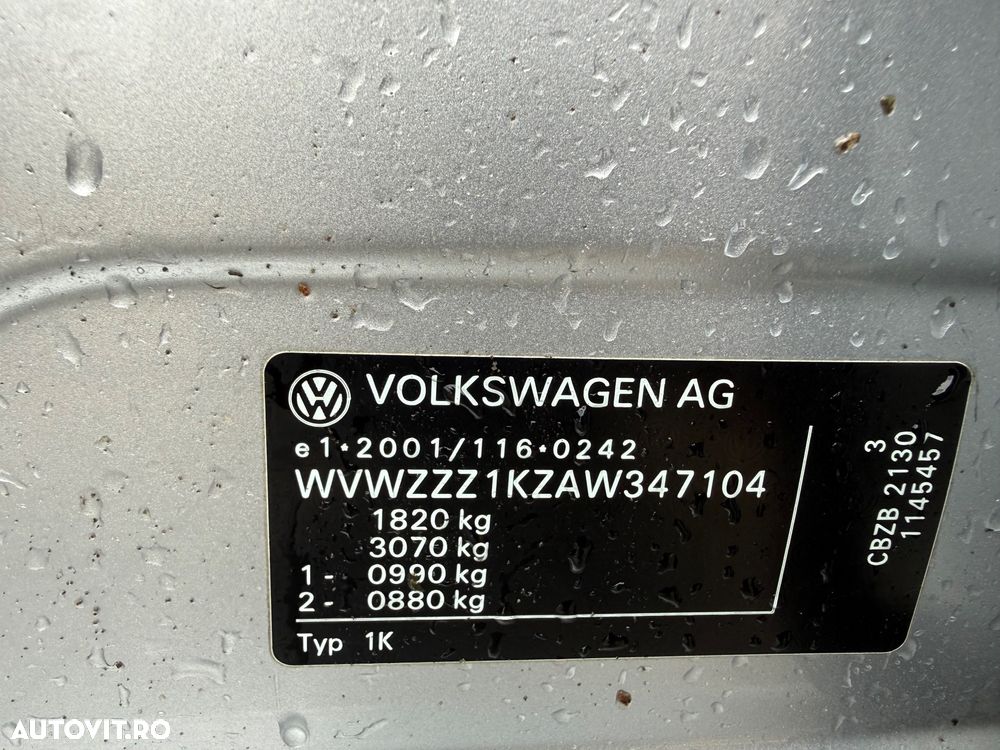 VOLKSWAGEN AG
e1*2001/116*0242
WVWZZZ1KZAW347104
1820 kg
3070 kg
1- 0990 kg
2- 0880 kg
Typ 1K
3
CBZB 2130
1145457
AUTOVIT.RO